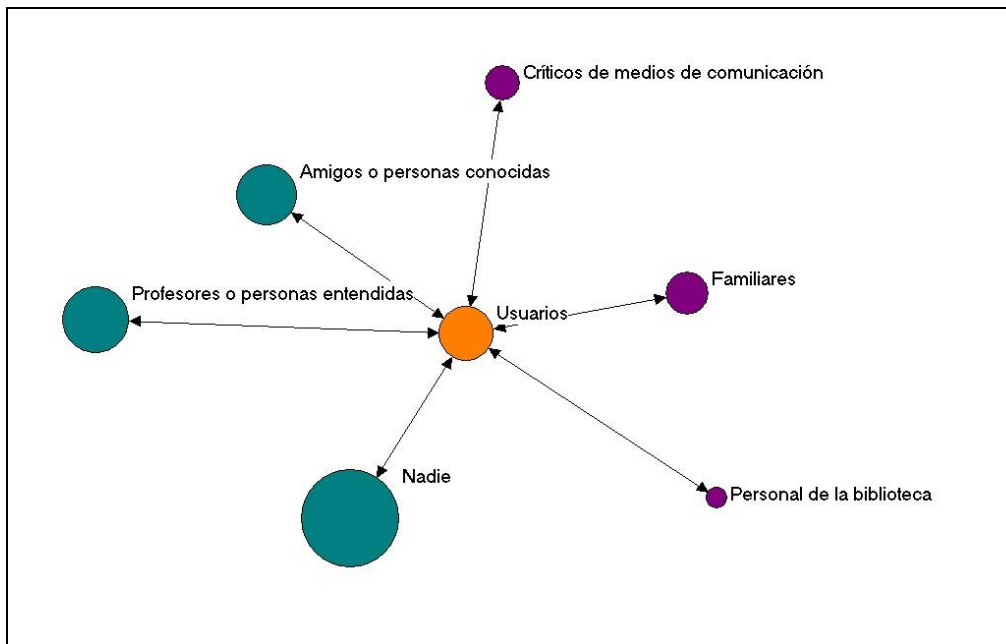 Críticos de medios de comunicación
Amigos o personas conocidas
Familiares
Profesores o personas entendidas
Usuarios
Nadie
Personal de la biblioteca